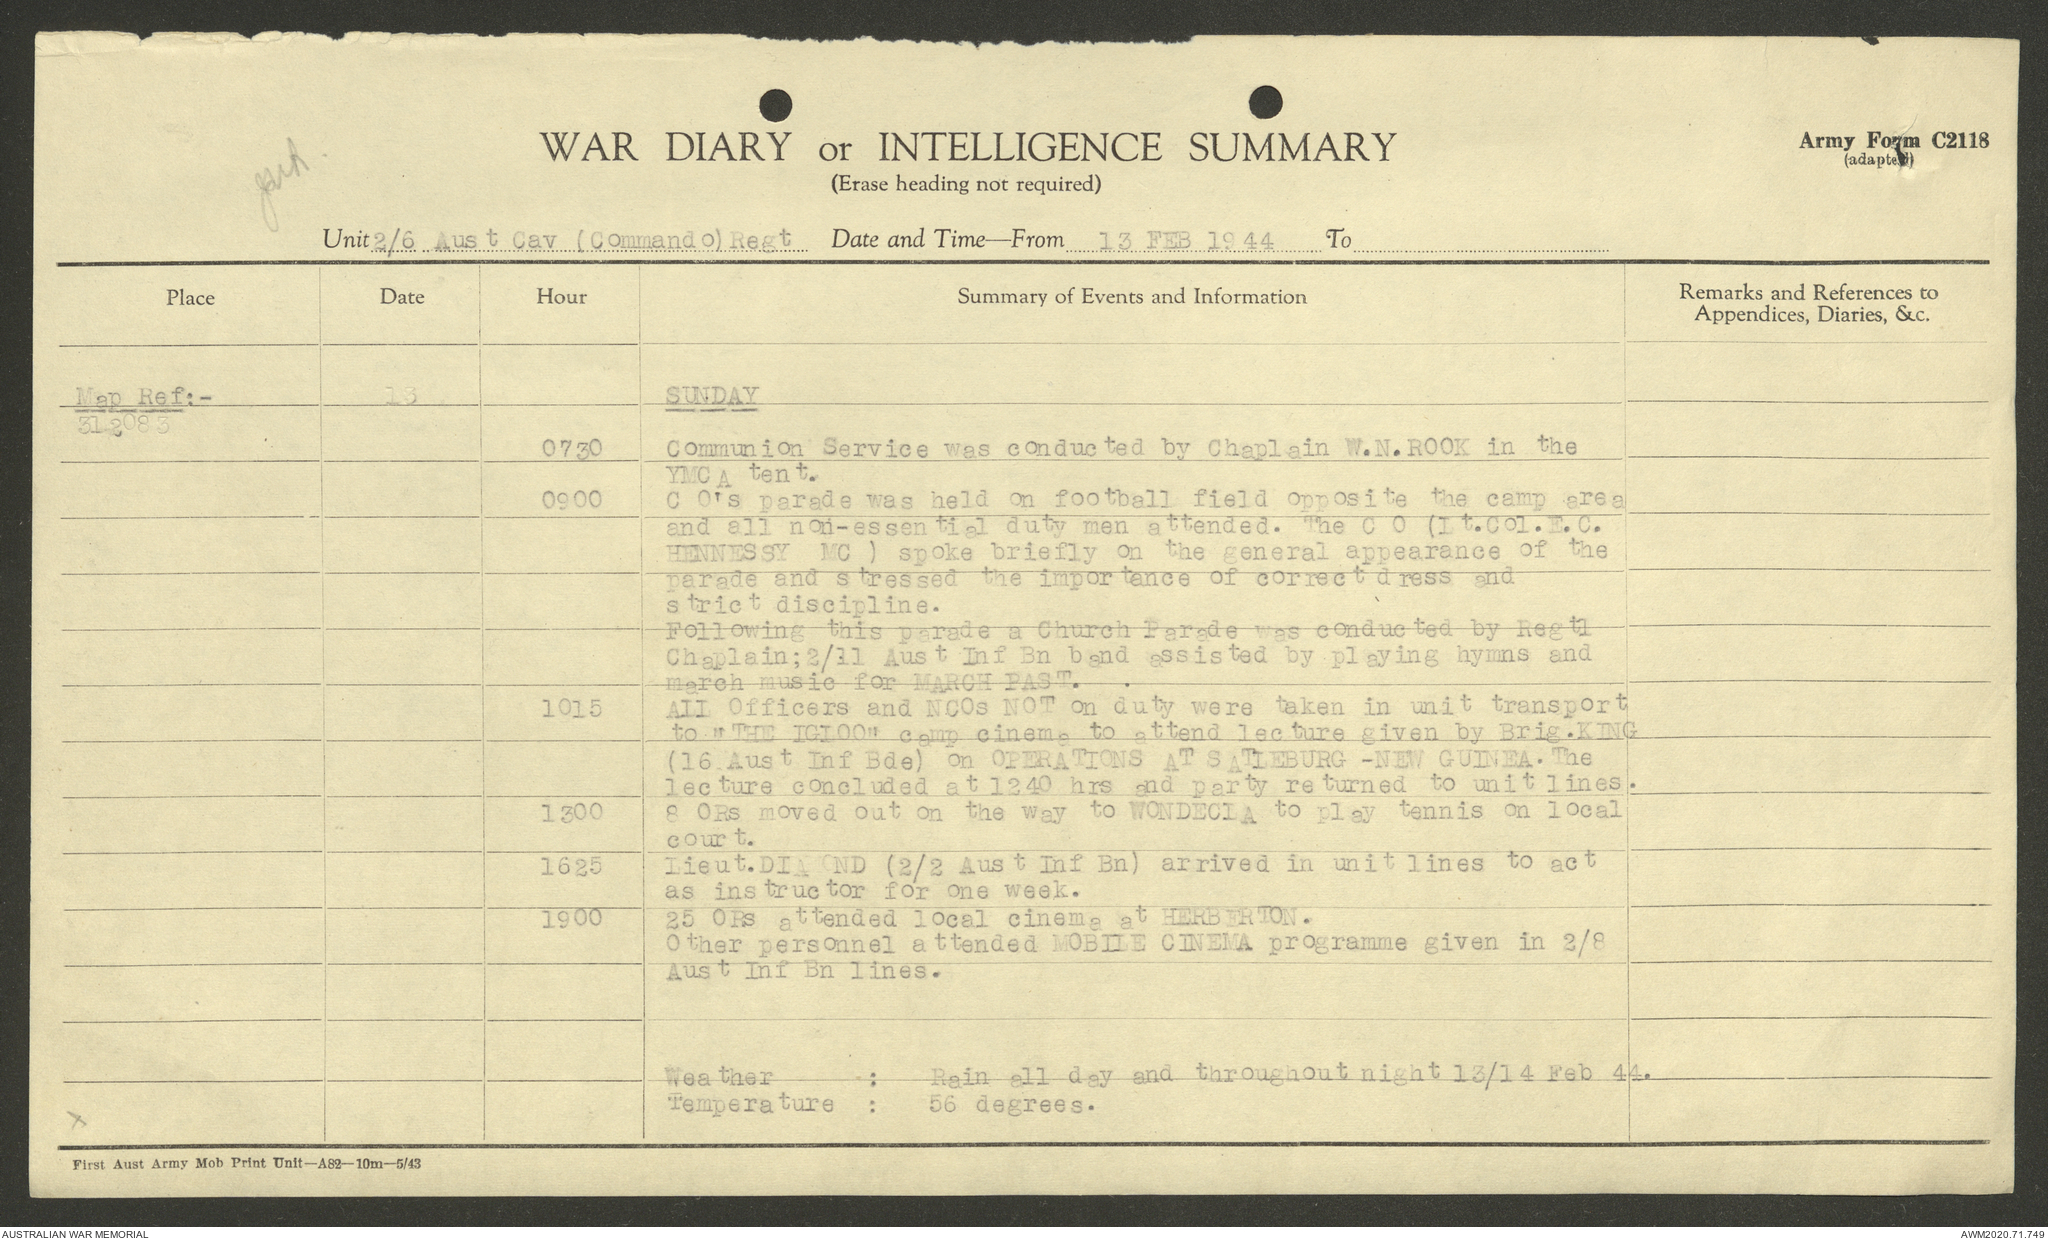 WAR DIARY or INTELLIGENCE SUMMARY
(Erase heading not required)
Army Form C2118
(adapted)
Unit 2/6 Aust Cav (Commando) Regt Date and Time—From 13 FEB 1944 To
Place Date Hour Summary of Events and Information Remarks and References to
Appendices, Diaries, &c.
Map Ref:- 13 SUNDAY
312083
0730 Communion Service was conducted by Chaplain W.N.ROOK in the
YMCA tent.
0900 C O's parade was held on football field opposite the camp area
and all non-essential duty men attended. The C O (Lt.Col.E.C.
HENNESSY MC ) spoke briefly on the general appearance of the
parade and stressed the importance of correct dress and
strict discipline.
Following this parade a Church Parade was conducted by Regtl
Chaplain; 2/11 Aust Inf Bn band assisted by playing hymns and
march music for MARCH PAST.
1015 All Officers and NCOs NOT on duty were taken in unit transport
to "THE IGLOO" camp cinema to attend lecture given by Brig.KING
(16 Aust Inf Bde) on OPERATIONS AT SATLEBURG -NEW GUINEA. The
lecture concluded at 1240 hrs and party returned to unit lines.
1300 8 ORs moved out on the way to WONDECLA to play tennis on local
court.
1625 Lieut.DIAMOND (2/2 Aust Inf Bn) arrived in unit lines to act
as instructor for one week.
1900 25 ORs attended local cinema at HERBERTON.
Other personnel attended MOBILE CINEMA programme given in 2/8
Aust Inf Bn lines.
Weather : Rain all day and throughout night 13/14 Feb 44.
Temperature : 56 degrees.
X
First Aust Army Mob Print Unit—A82—10m—5/43
AUSTRALIAN WAR MEMORIAL AWM2020.71.749